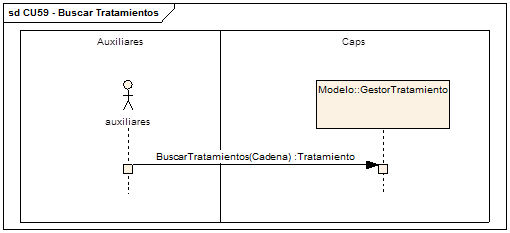 sd CU59 - Buscar Tratamientos
Auxiliares
Caps
Modelo::GestorTratamiento
auxiliares
BuscarTratamientos(Cadena) :Tratamiento